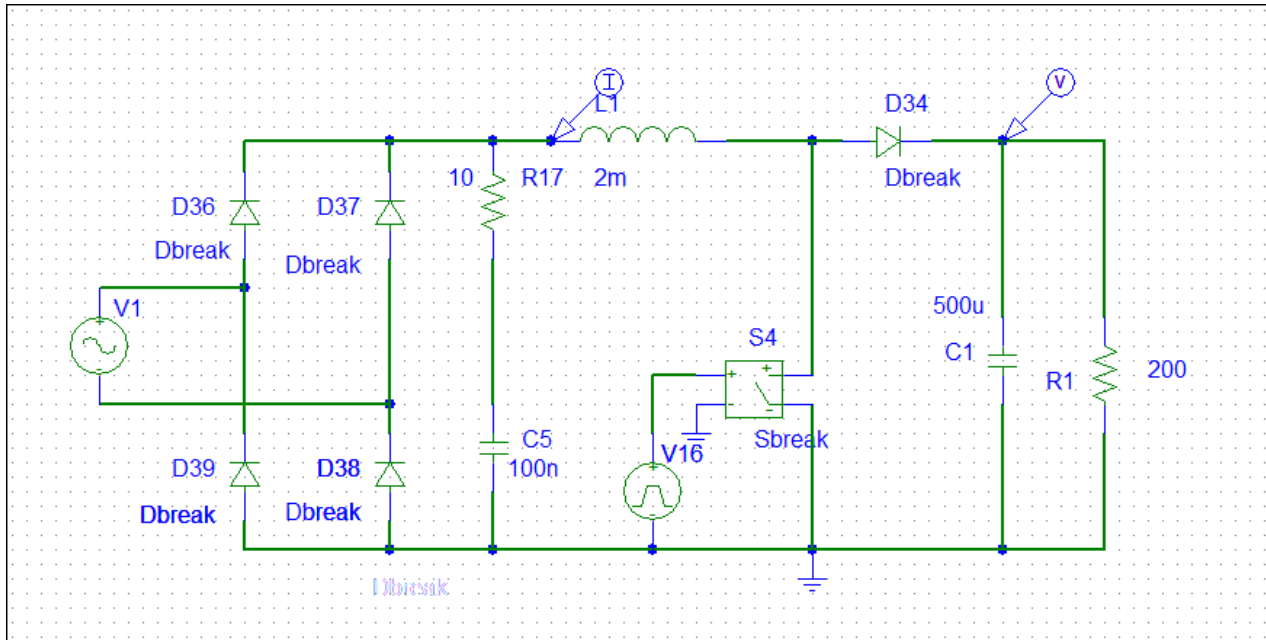 I
L1
D34
V
10
R17
2m
Dbreak
D36
D37
Dbreak
Dbreak
V1
+
-
500u
S4
C1
R1
200
+
+
-
-
Sbreak
C5
100n
V16
+
-
D39
D38
Dbreak
Dbreak
Dbreak